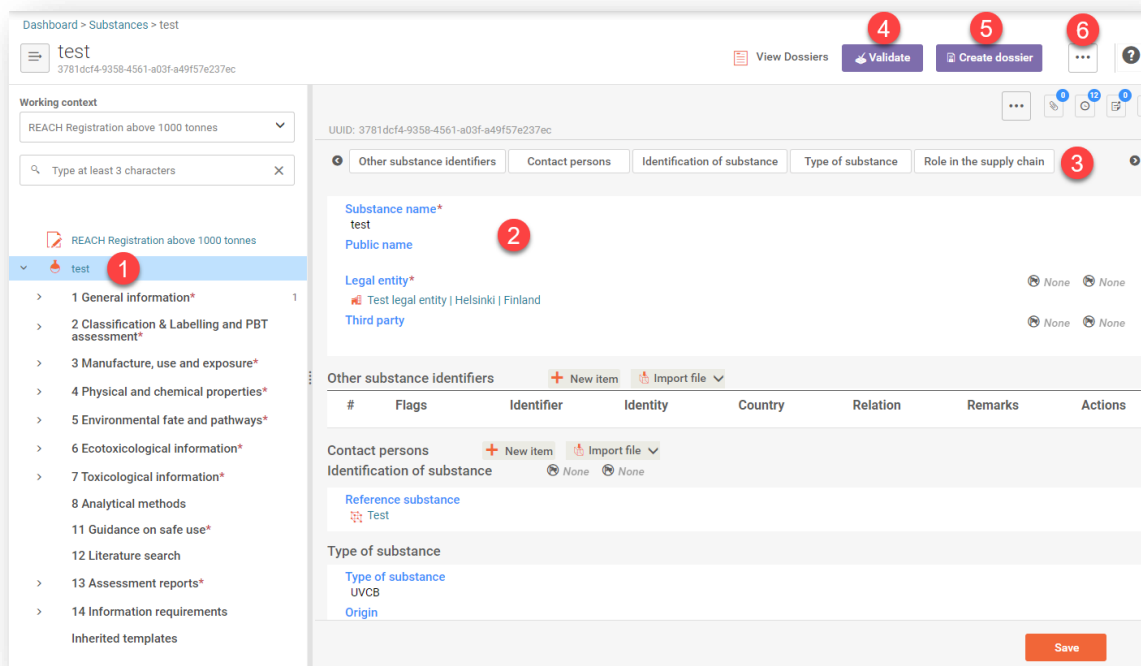 Dashboard > Substances > test
test
3781dcf4-9358-4561-a03f-a49f57e237ec
View Dossiers
4
Validate
5
Create dossier
6
...
?
Working context
REACH Registration above 1000 tonnes
Type at least 3 characters
REACH Registration above 1000 tonnes
test
1
1 General information*
1
2 Classification & Labelling and PBT
assessment*
3 Manufacture, use and exposure*
4 Physical and chemical properties*
5 Environmental fate and pathways*
6 Ecotoxicological information*
7 Toxicological information*
8 Analytical methods
11 Guidance on safe use*
12 Literature search
13 Assessment reports*
14 Information requirements
Inherited templates
...
0
12
0
UUID: 3781dcf4-9358-4561-a03f-a49f57e237ec
Other substance identifiers
Contact persons
Identification of substance
Type of substance
Role in the supply chain
3
Substance name*
test
2
Public name
Legal entity*
None None
Test legal entity | Helsinki | Finland
Third party
None None
Other substance identifiers
New item
Import file
# Flags Identifier Identity Country Relation Remarks Actions
Contact persons
New item
Import file
Identification of substance
None None
Reference substance
Test
Type of substance
Type of substance
UVCB
Origin
Save